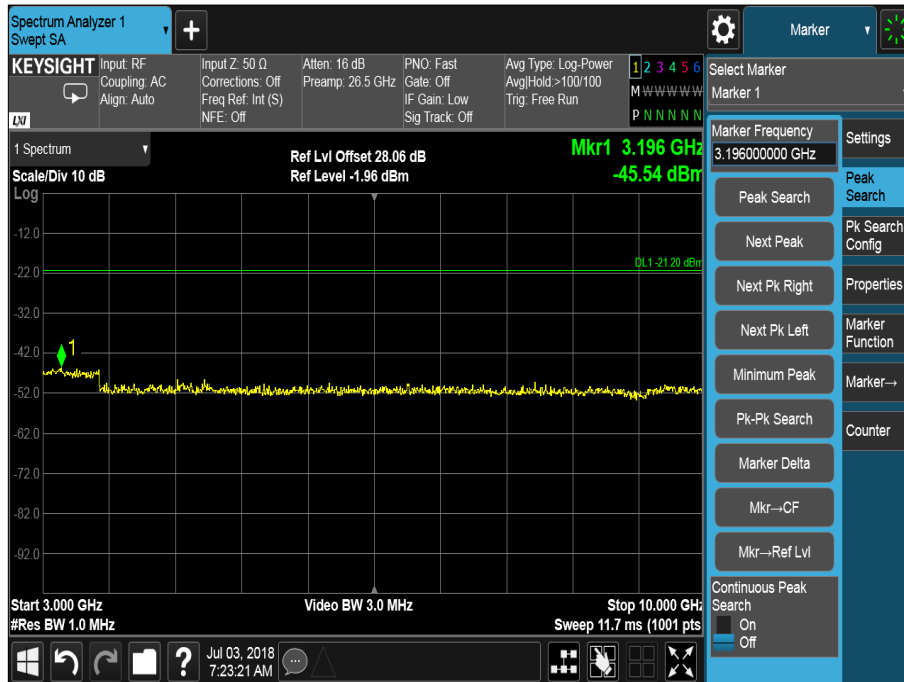 Spectrum Analyzer 1
Swept SA
Marker
KEYSIGHT
LXI
Input: RF
Coupling: AC
Align: Auto
Input Z: 50 Ω
Corrections: Off
Freq Ref: Int (S)
NFE: Off
Atten: 16 dB
Preamp: 26.5 GHz
PNO: Fast
Gate: Off
IF Gain: Low
Sig Track: Off
Avg Type: Log-Power
Avg|Hold:>100/100
Trig: Free Run
1 2 3 4 5 6
M W W W W W
P N N N N N
Select Marker
Marker 1
1 Spectrum
Scale/Div 10 dB
Log
Ref Lvl Offset 28.06 dB
Ref Level -1.96 dBm
Mkr1 3.196 GHz
-45.54 dBm
-12.0
-22.0
-32.0
-42.0
-52.0
-62.0
-72.0
-82.0
-92.0
DL1 -21.20 dBm
1
Start 3.000 GHz
#Res BW 1.0 MHz
Video BW 3.0 MHz
Stop 10.000 GHz
Sweep 11.7 ms (1001 pts
Marker Frequency
3.196000000 GHz
Peak Search
Next Peak
Next Pk Right
Next Pk Left
Minimum Peak
Pk-Pk Search
Marker Delta
Mkr→CF
Mkr→Ref Lvl
Continuous Peak
Search
On
Off
Settings
Peak
Search
Pk Search
Config
Properties
Marker
Function
Marker→
Counter
?
Jul 03, 2018
7:23:21 AM